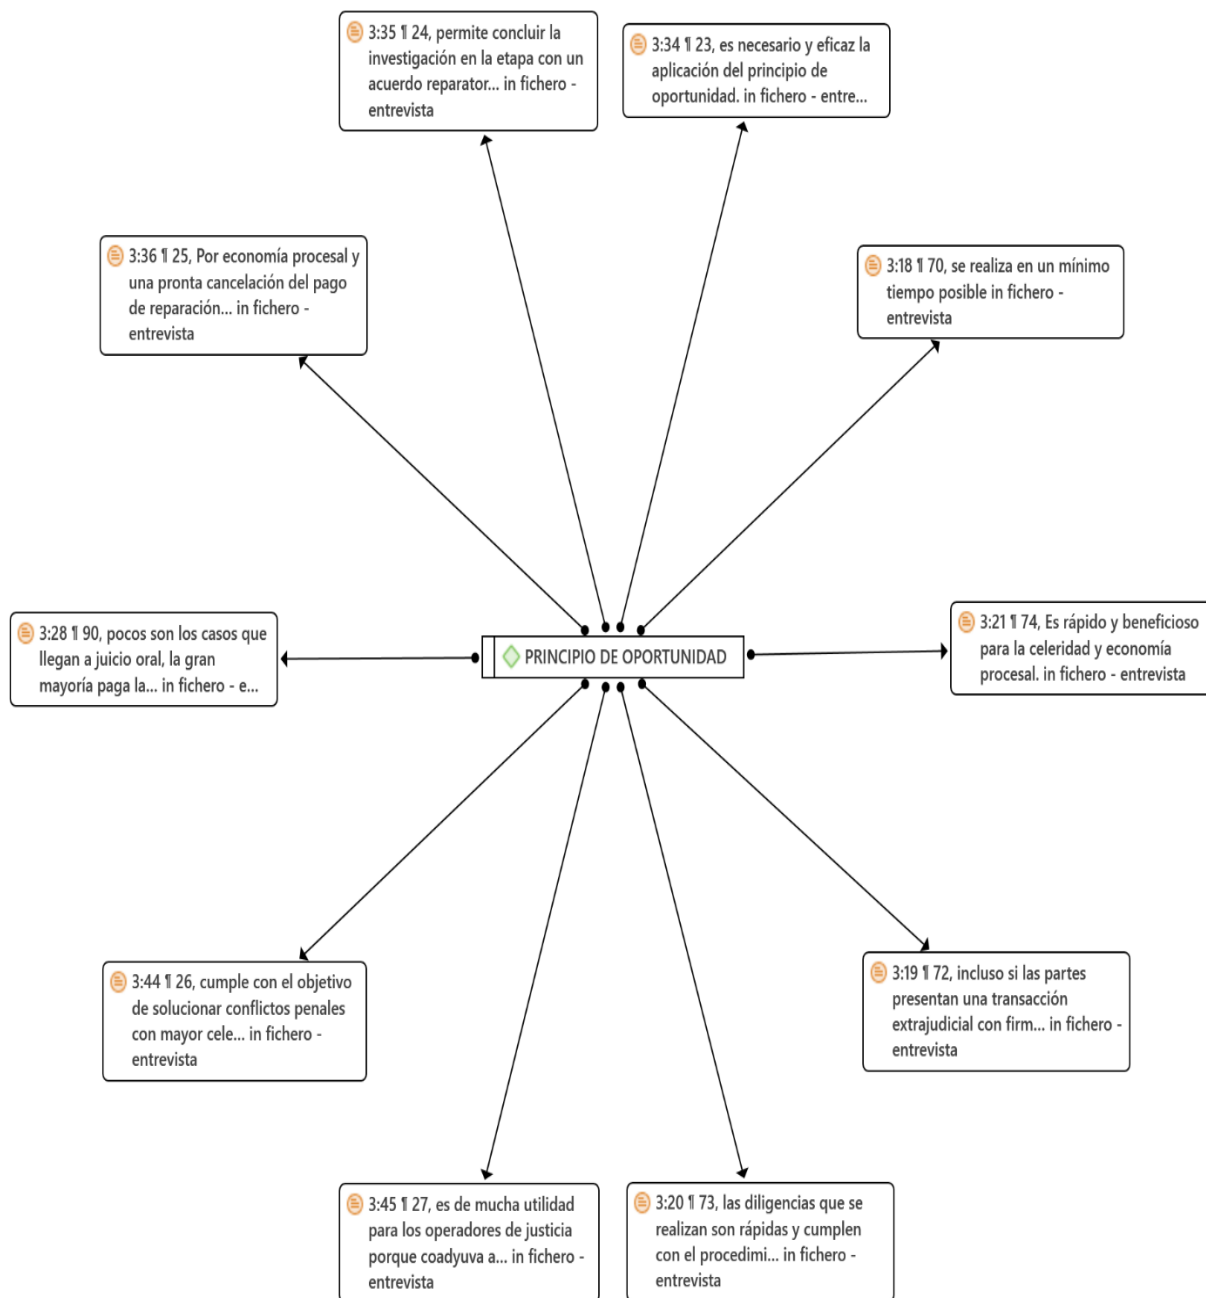 3:35 ¶ 24, permite concluir la
investigación en la etapa con un
acuerdo reparator... in fichero -
entrevista
3:34 ¶ 23, es necesario y eficaz la
aplicación del principio de
oportunidad. in fichero - entre...
3:36 ¶ 25, Por economía procesal y
una pronta cancelación del pago
de reparación... in fichero -
entrevista
3:18 ¶ 70, se realiza en un mínimo
tiempo posible in fichero -
entrevista
3:28 ¶ 90, pocos son los casos que
llegan a juicio oral, la gran
mayoría paga la... in fichero - e...
PRINCIPIO DE OPORTUNIDAD
3:21 ¶ 74, Es rápido y beneficioso
para la celeridad y economía
procesal. in fichero - entrevista
3:44 ¶ 26, cumple con el objetivo
de solucionar conflictos penales
con mayor cele... in fichero -
entrevista
3:19 ¶ 72, incluso si las partes
presentan una transacción
extrajudicial con firm... in fichero -
entrevista
3:45 ¶ 27, es de mucha utilidad
para los operadores de justicia
porque coadyuva a... in fichero -
entrevista
3:20 ¶ 73, las diligencias que se
realizan son rápidas y cumplen
con el procedimi... in fichero -
entrevista